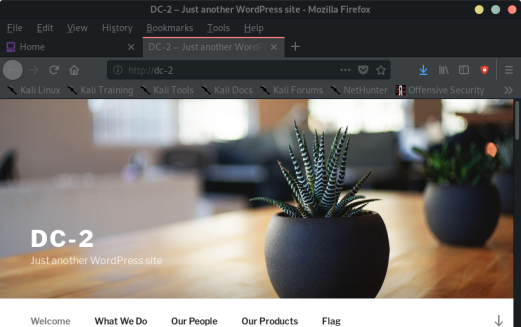 DC-2 – Just another WordPress site - Mozilla Firefox
File Edit View History Bookmarks Tools Help
Home DC-2 – Just another WordPr
http://dc-2
Kali Linux Kali Training Kali Tools Kali Docs Kali Forums NetHunter Offensive Security
DC-2
Just another WordPress site
Welcome What We Do Our People Our Products Flag